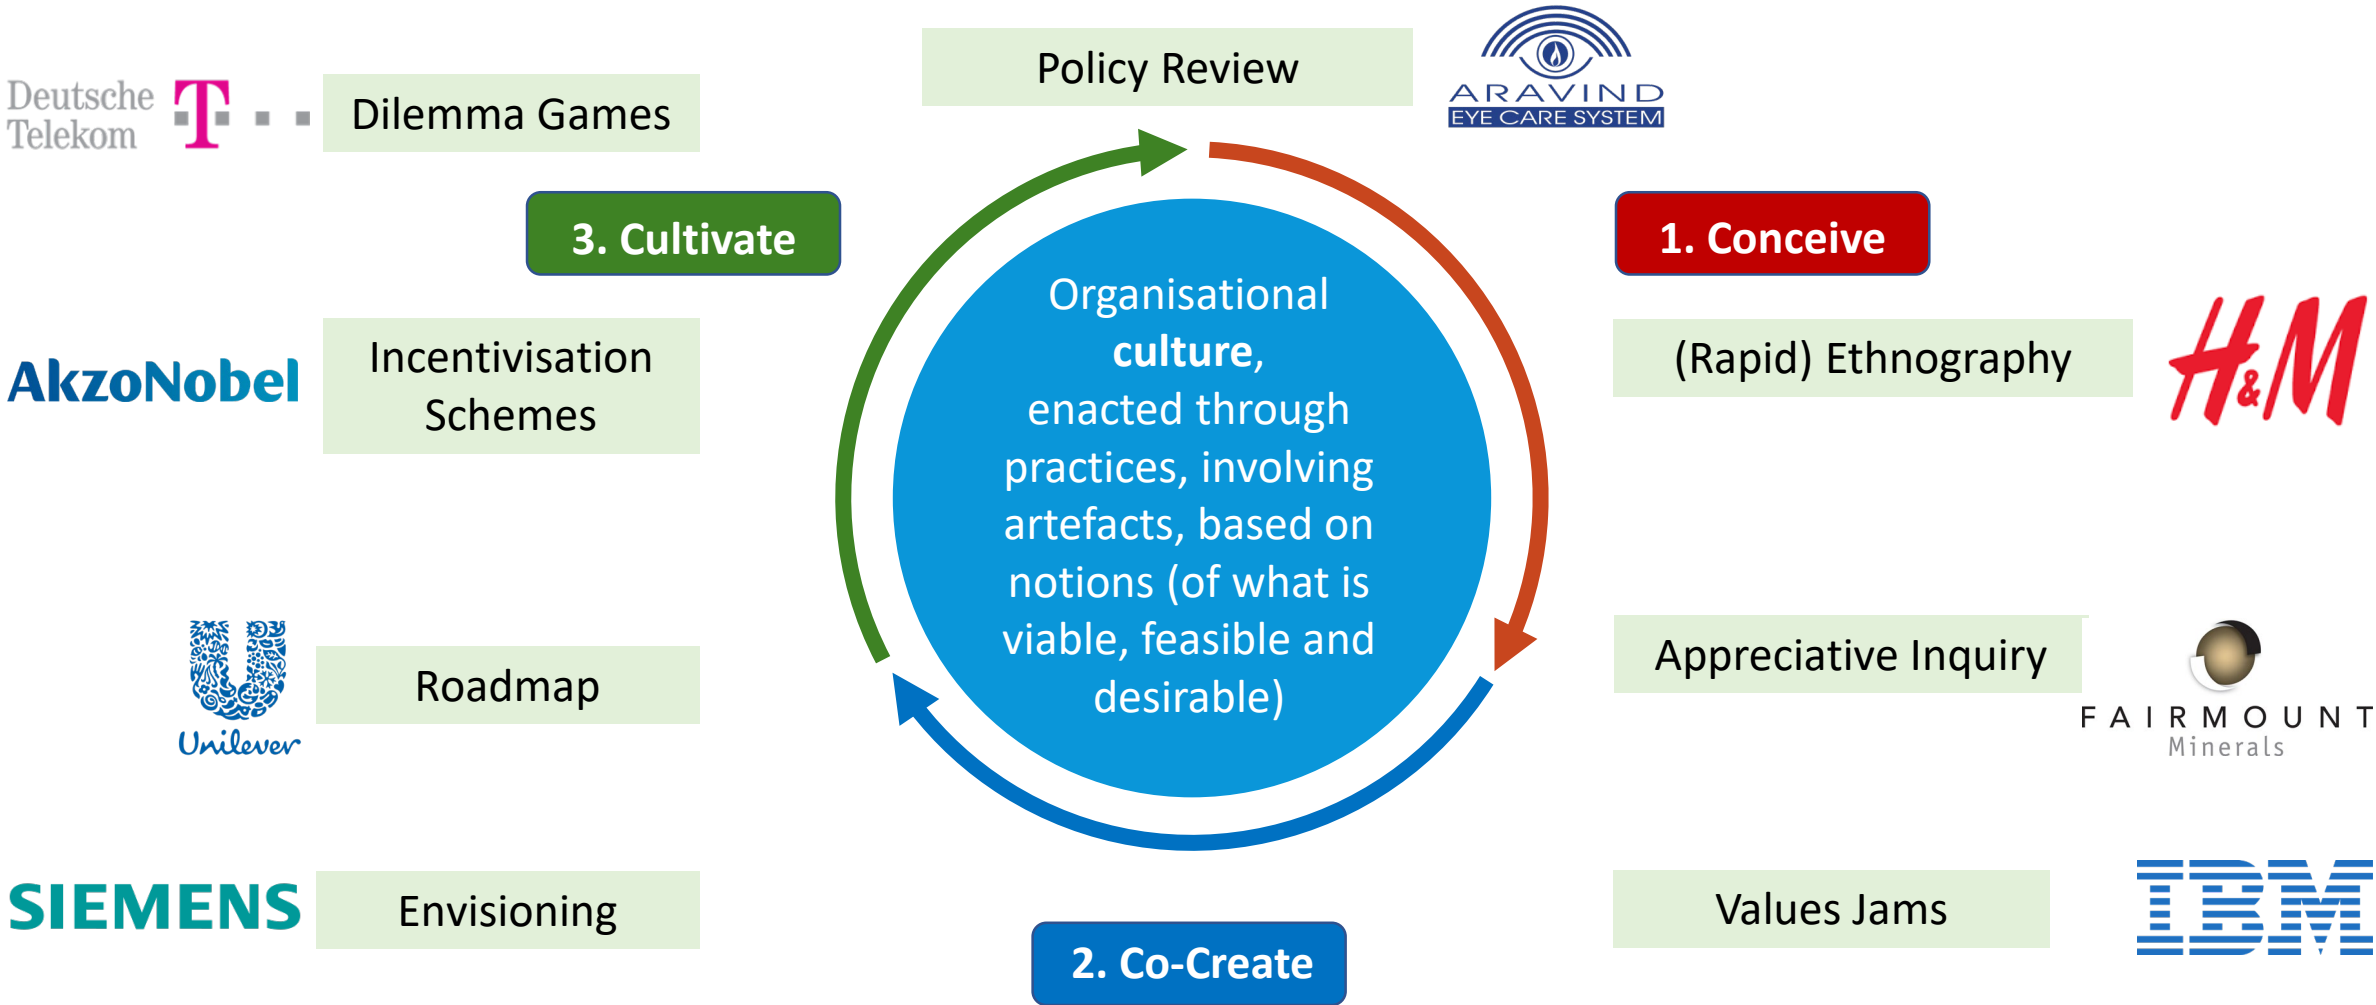 Policy Review
ARAVIND
EYE CARE SYSTEM
Deutsche
Telekom
T
Dilemma Games
3. Cultivate
1. Conceive
AkzoNobel
Incentivisation
Schemes
Organisational
culture,
enacted through
practices, involving
artefacts, based on
notions (of what is
viable, feasible and
desirable)
(Rapid) Ethnography
H&M
Unilever
Roadmap
Appreciative Inquiry
FAIRMOUNT
Minerals
SIEMENS
Envisioning
2. Co-Create
Values Jams
IBM